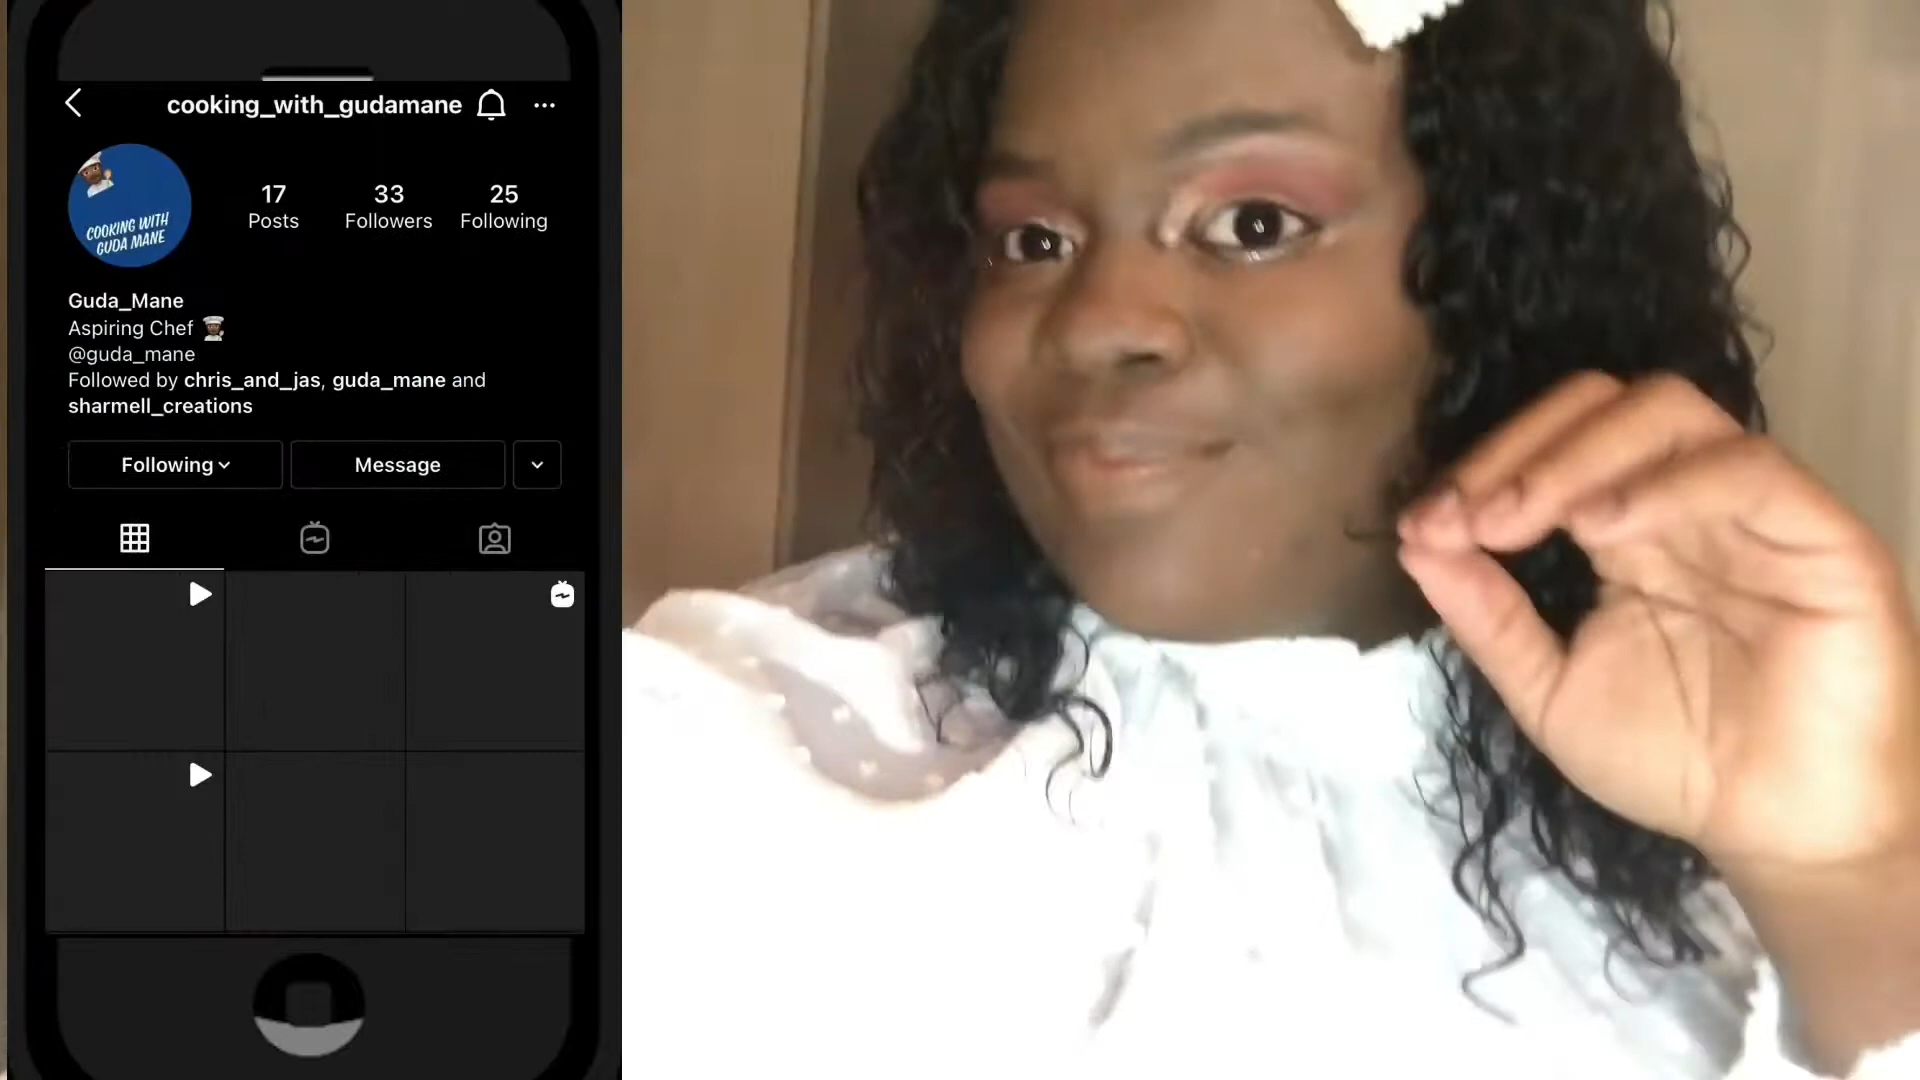 cooking_with_gudamane
COOKING WITH
GUDA MANE
17
Posts
33
Followers
25
Following
Guda_Mane
Aspiring Chef
@guda_mane
Followed by chris_and_jas, guda_mane and
sharmell_creations
Following
Message